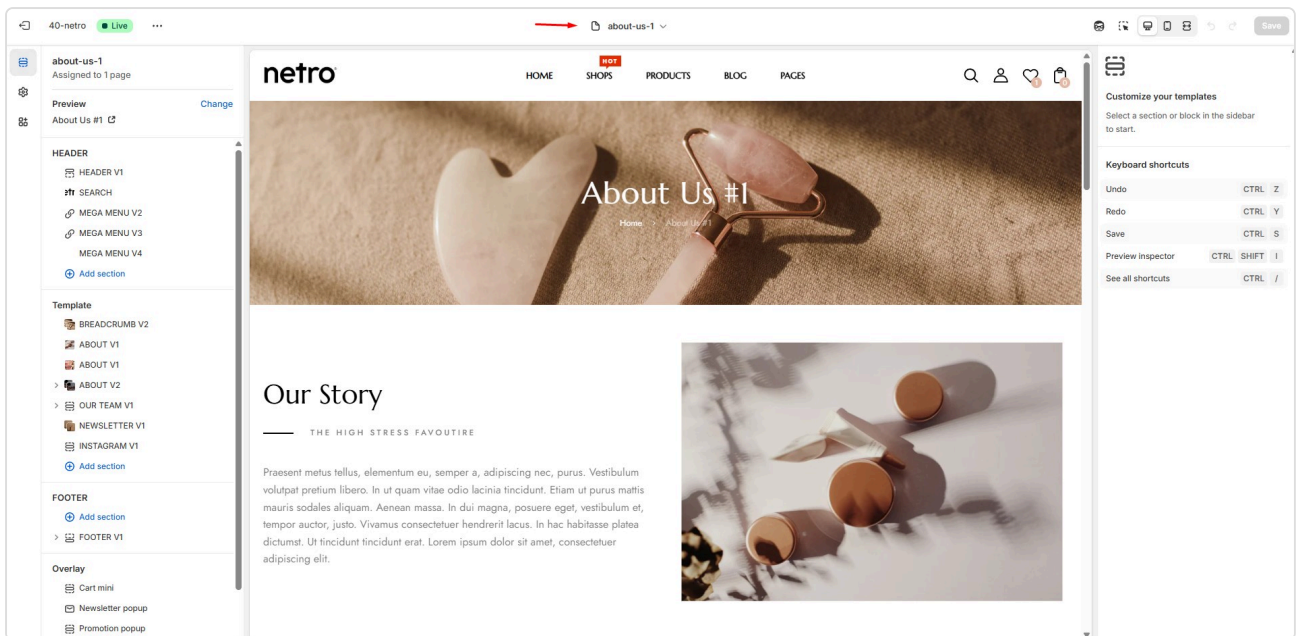 40-netro
Live
about-us-1
Save
about-us-1
Assigned to 1 page
Preview
Change
About Us #1
HEADER
HEADER V1
SEARCH
MEGA MENU V2
MEGA MENU V3
MEGA MENU V4
Add section
Template
BREADCRUMB V2
ABOUT V1
ABOUT V1
ABOUT V2
OUR TEAM V1
NEWSLETTER V1
INSTAGRAM V1
Add section
FOOTER
Add section
FOOTER V1
Overlay
Cart mini
Newsletter popup
Promotion popup
netro
HOT
HOME SHOPS PRODUCTS BLOG PAGES
1 0
About Us #1
Home > About Us #1
Our Story
THE HIGH STRESS FAVOUTIRE
Praesent metus tellus, elementum eu, semper a, adipiscing nec, purus. Vestibulum
volutpat pretium libero. In ut quam vitae odio lacinia tincidunt. Etiam ut purus mattis
mauris sodales aliquam. Aenean massa. In dui magna, posuere eget, vestibulum et,
tempor auctor, justo. Vivamus consectetuer hendrerit lacus. In hac habitasse platea
dictumst. Ut tincidunt tincidunt erat. Lorem ipsum dolor sit amet, consectetuer
adipiscing elit.
Customize your templates
Select a section or block in the sidebar
to start.
Keyboard shortcuts
Undo CTRL Z
Redo CTRL Y
Save CTRL S
Preview inspector CTRL SHIFT I
See all shortcuts CTRL /